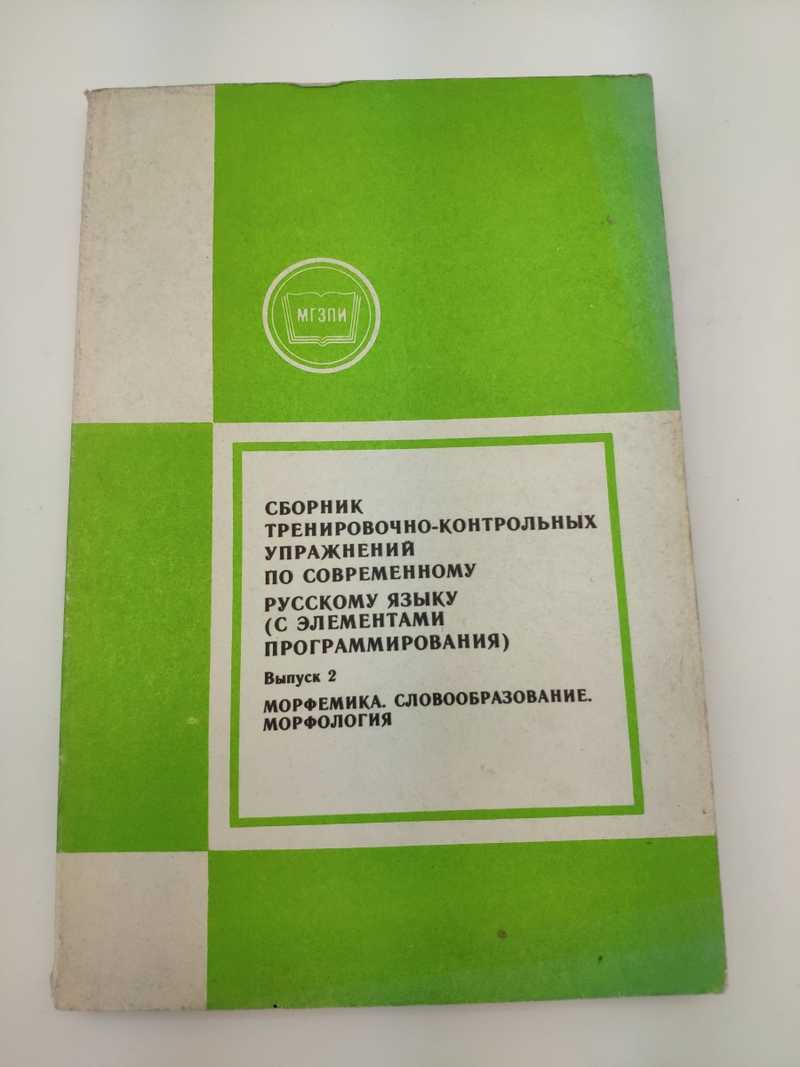 МГЗПИ
СБОРНИК
ТРЕНИРОВОЧНО-КОНТРОЛЬНЫХ
УПРАЖНЕНИЙ
ПО СОВРЕМЕННОМУ
РУССКОМУ ЯЗЫКУ
(С ЭЛЕМЕНТАМИ
ПРОГРАММИРОВАНИЯ)
Выпуск 2
МОРФЕМИКА. СЛОВООБРАЗОВАНИЕ.
МОРФОЛОГИЯ